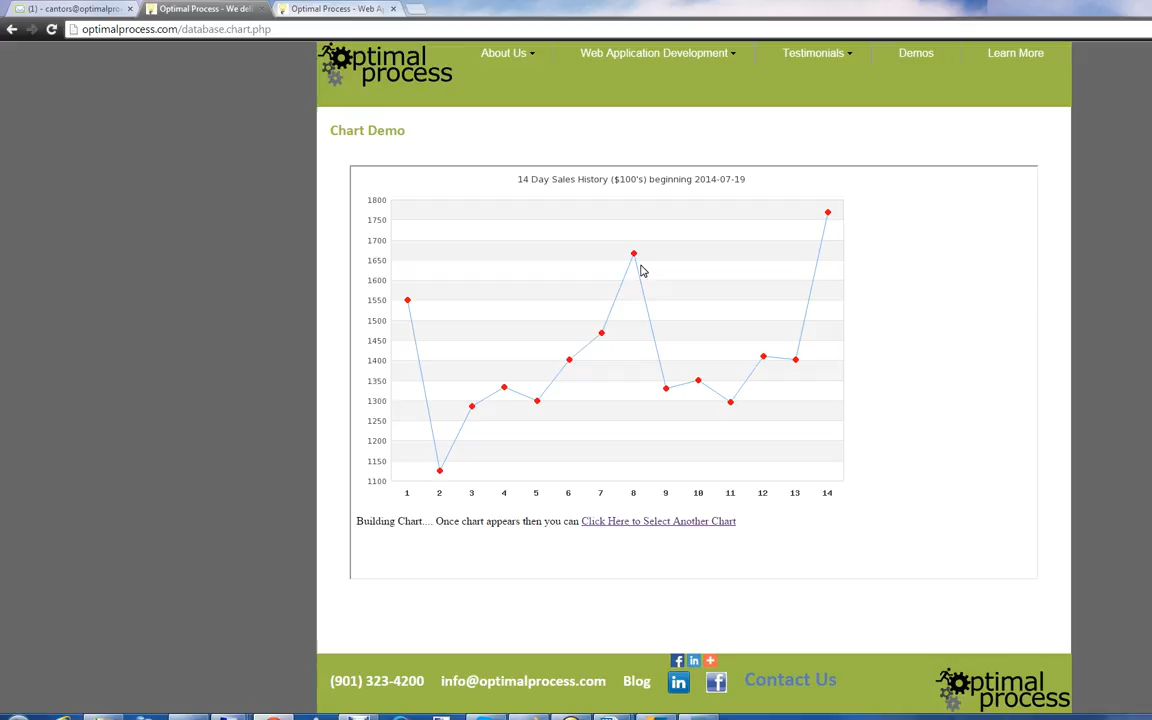 (1) - cantors@optimalpro
Optimal Process - We del
Optimal Process - Web Ap
optimalprocess.com/database.chart.php
Optimal process
About Us
Web Application Development
Testimonials
Demos
Learn More
Chart Demo
14 Day Sales History ($100's) beginning 2014-07-19
1800
1750
1700
1650
1600
1550
1500
1450
1400
1350
1300
1250
1200
1150
1100
1 2 3 4 5 6 7 8 9 10 11 12 13 14
Building Chart.... Once chart appears then you can Click Here to Select Another Chart
(901) 323-4200 info@optimalprocess.com Blog in f Contact Us
Optimal process